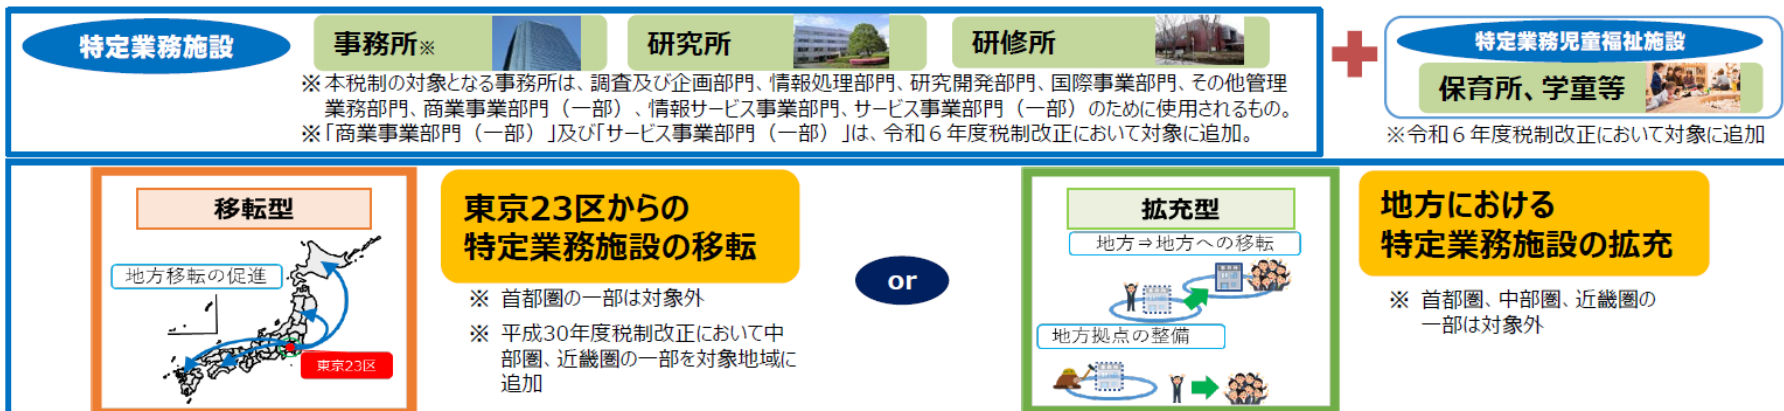 特定業務施設
事務所※
研究所
研修所
※本税制の対象となる事務所は、調査及び企画部門、情報処理部門、研究開発部門、国際事業部門、その他管理
業務部門、商業事業部門（一部）、情報サービス事業部門、サービス事業部門（一部）のために使用されるもの。
※「商業事業部門（一部）」及び「サービス事業部門（一部）」は、令和６年度税制改正において対象に追加。
特定業務児童福祉施設
保育所、学童等
※令和６年度税制改正において対象に追加
移転型
地方移転の促進
東京23区
東京23区からの
特定業務施設の移転
※ 首都圏の一部は対象外
※ 平成30年度税制改正において中
部圏、近畿圏の一部を対象地域に
追加
or
拡充型
地方⇒地方への移転
地方拠点の整備
地方における
特定業務施設の拡充
※ 首都圏、中部圏、近畿圏の
一部は対象外